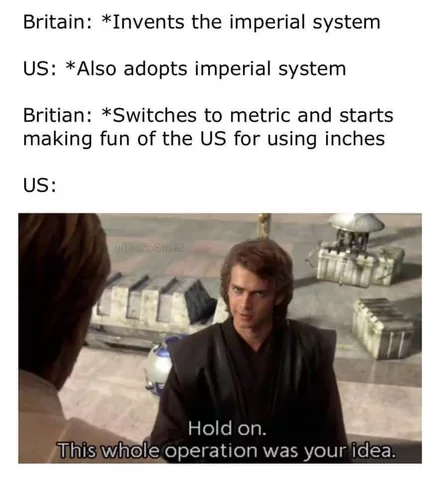 Britain: *Invents the imperial system
US: *Also adopts imperial system
Britian: *Switches to metric and starts
making fun of the US for using inches
US:
Hold on.
This whole operation was your idea.